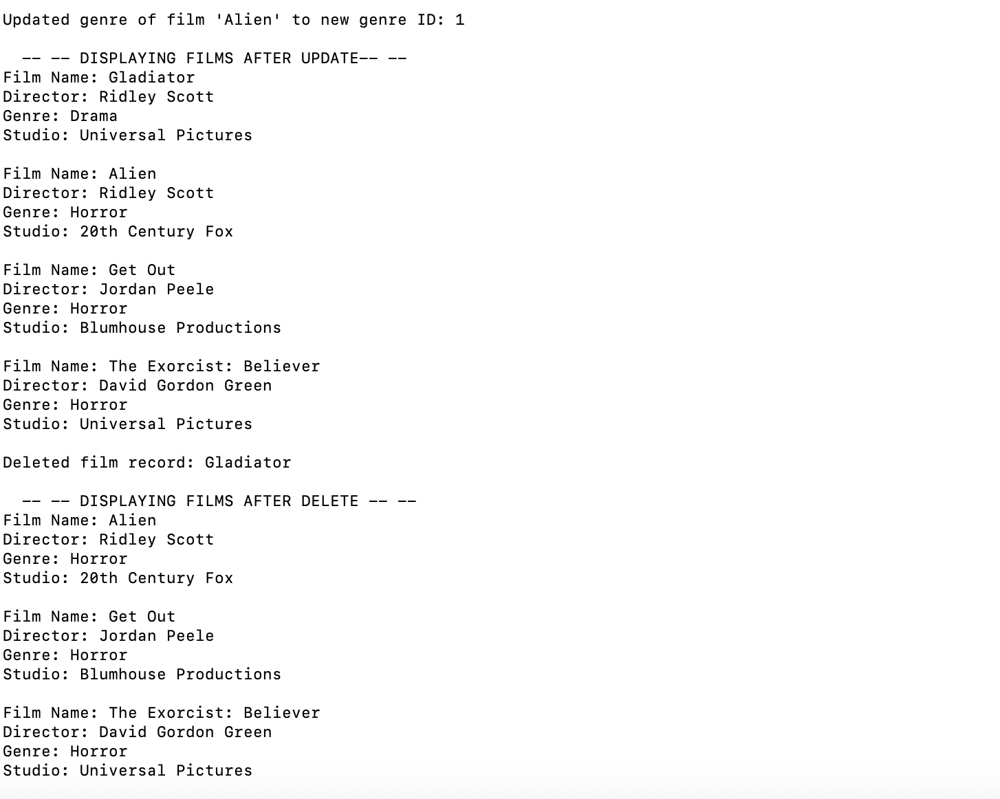 Updated genre of film 'Alien' to new genre ID: 1
-- -- DISPLAYING FILMS AFTER UPDATE-- --
Film Name: Gladiator
Director: Ridley Scott
Genre: Drama
Studio: Universal Pictures
Film Name: Alien
Director: Ridley Scott
Genre: Horror
Studio: 20th Century Fox
Film Name: Get Out
Director: Jordan Peele
Genre: Horror
Studio: Blumhouse Productions
Film Name: The Exorcist: Believer
Director: David Gordon Green
Genre: Horror
Studio: Universal Pictures
Deleted film record: Gladiator
-- -- DISPLAYING FILMS AFTER DELETE -- --
Film Name: Alien
Director: Ridley Scott
Genre: Horror
Studio: 20th Century Fox
Film Name: Get Out
Director: Jordan Peele
Genre: Horror
Studio: Blumhouse Productions
Film Name: The Exorcist: Believer
Director: David Gordon Green
Genre: Horror
Studio: Universal Pictures